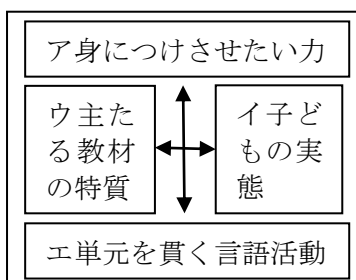 ア身につけさせたい力
ウ主た
る教材
の特質
イ子ど
もの実
態
エ単元を貫く言語活動